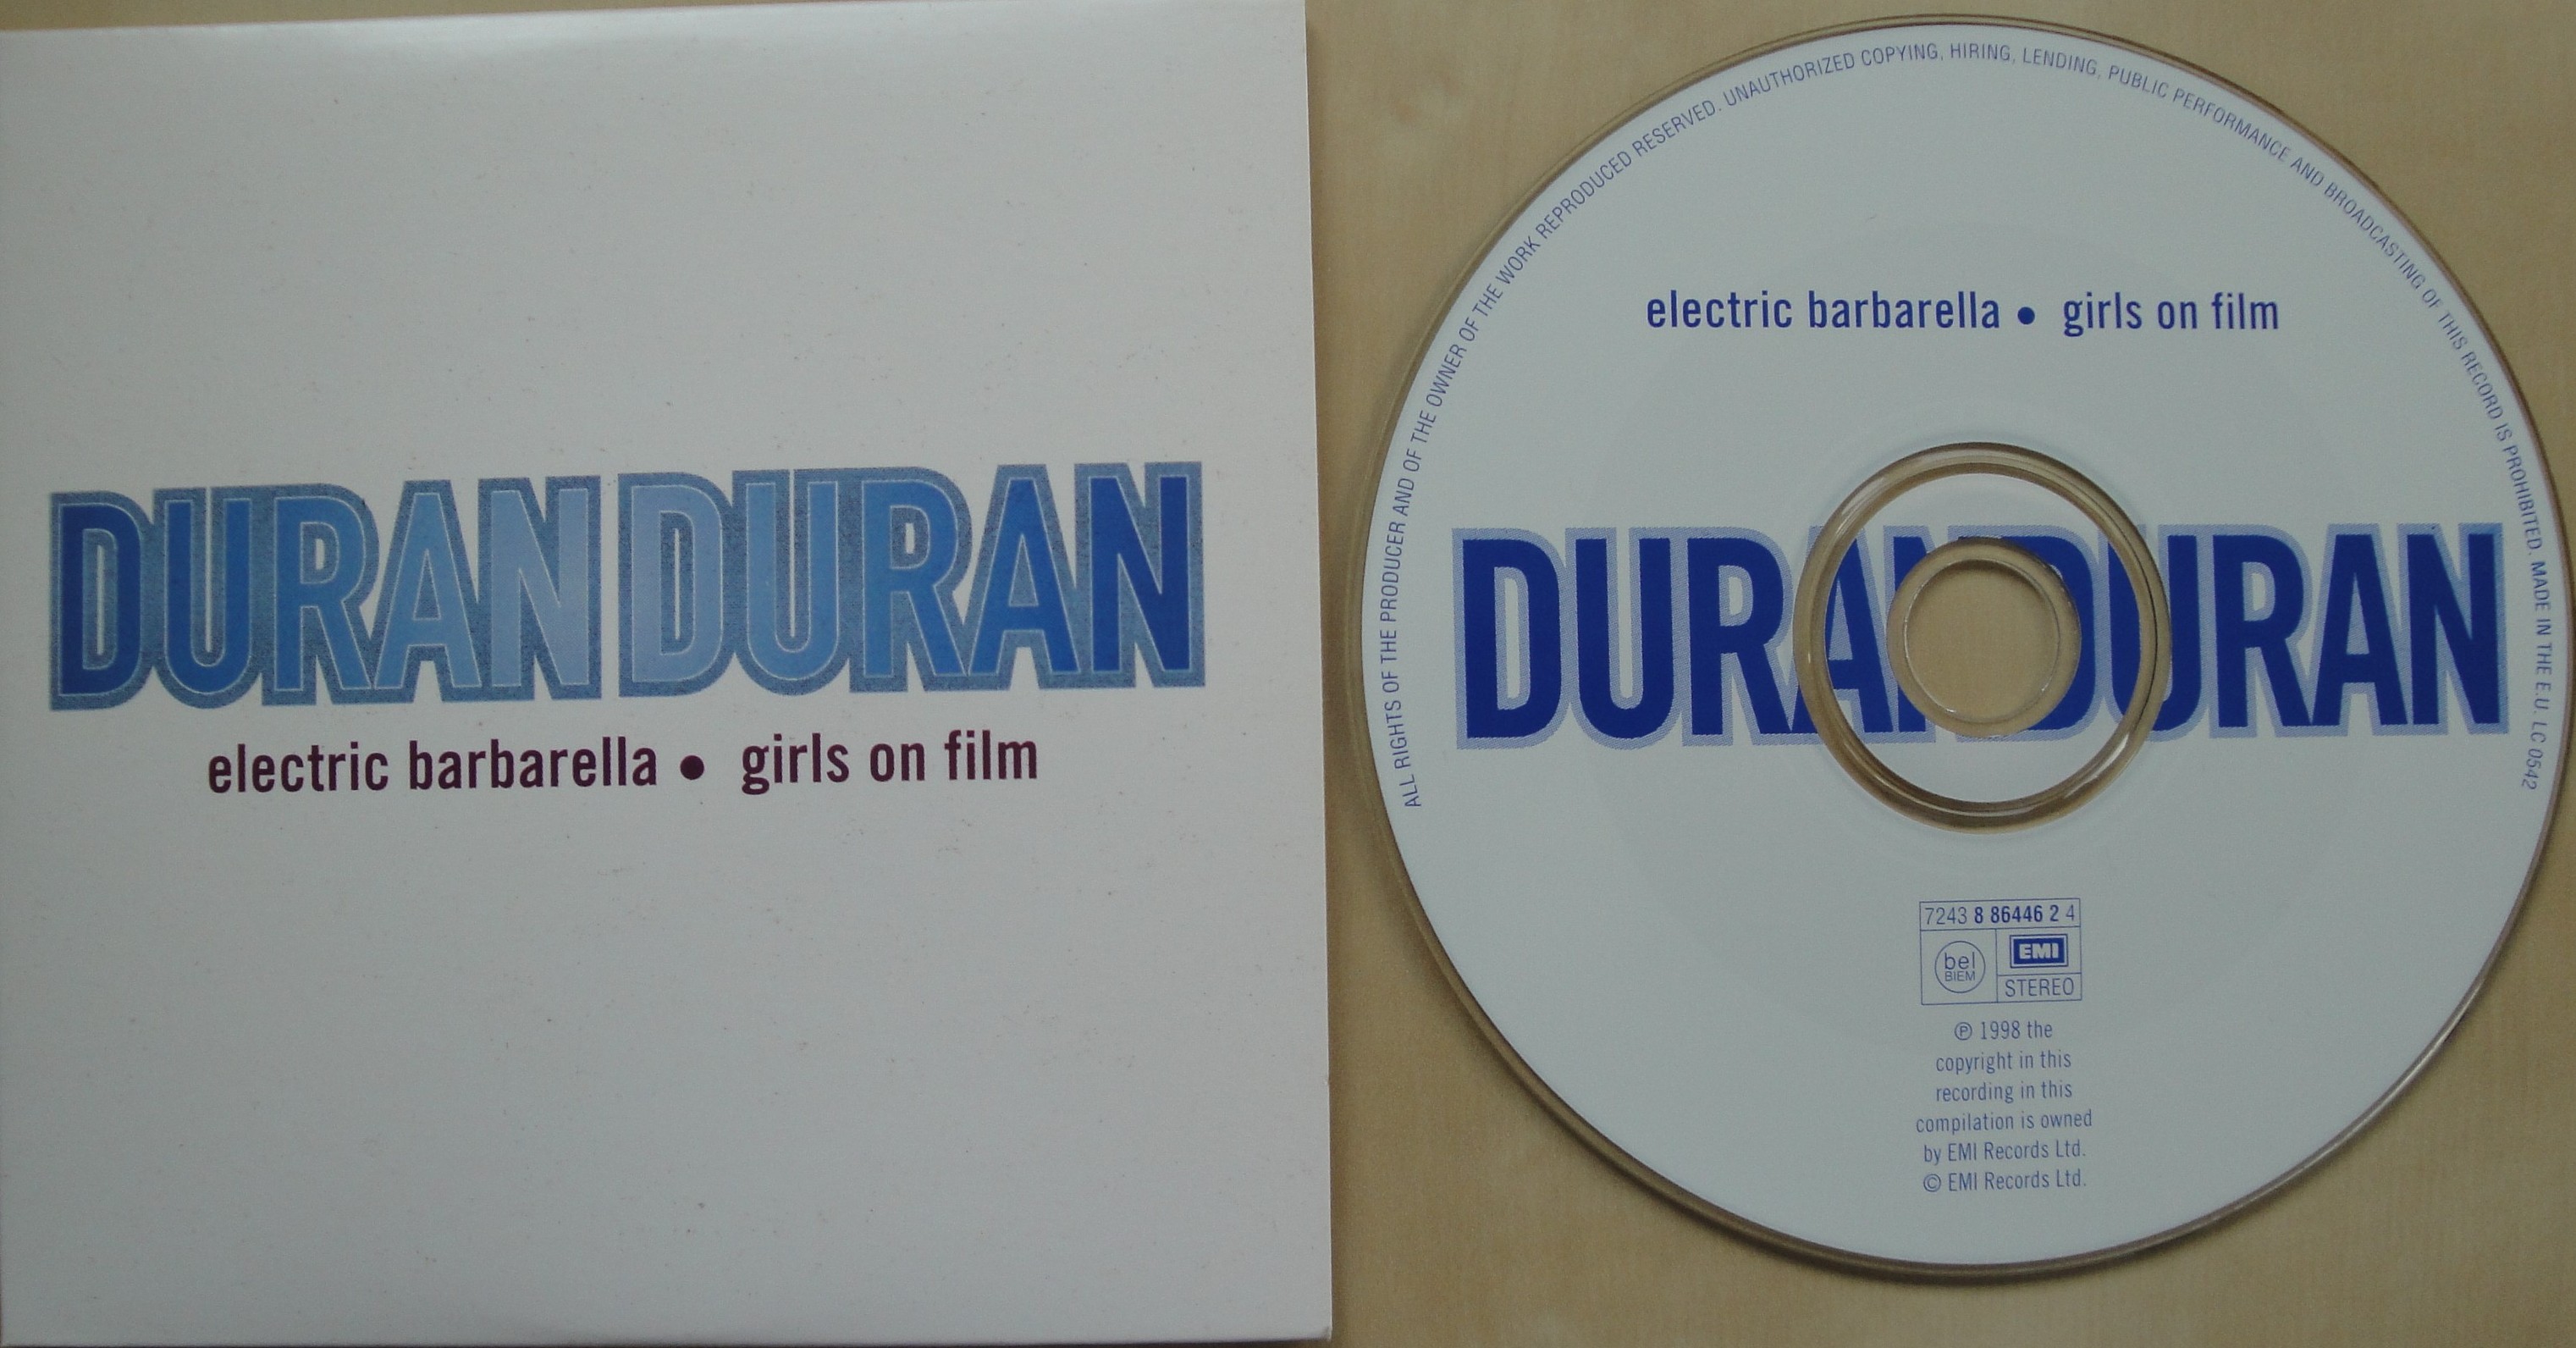 DURAN DURAN
electric barbarella • girls on film
ALL RIGHTS OF THE PRODUCER AND OF THE OWNER OF THE WORK REPRODUCED RESERVED. UNAUTHORIZED COPYING, HIRING, LENDING, PUBLIC PERFORMANCE AND BROADCASTING OF THIS RECORD IS PROHIBITED. MADE IN THE E.U. LC 0542
electric barbarella • girls on film
DURAN DURAN
7243 8 86446 2 4
bel
BIEM
EMI
STEREO
℗ 1998 the
copyright in this
recording in this
compilation is owned
by EMI Records Ltd.
© EMI Records Ltd.